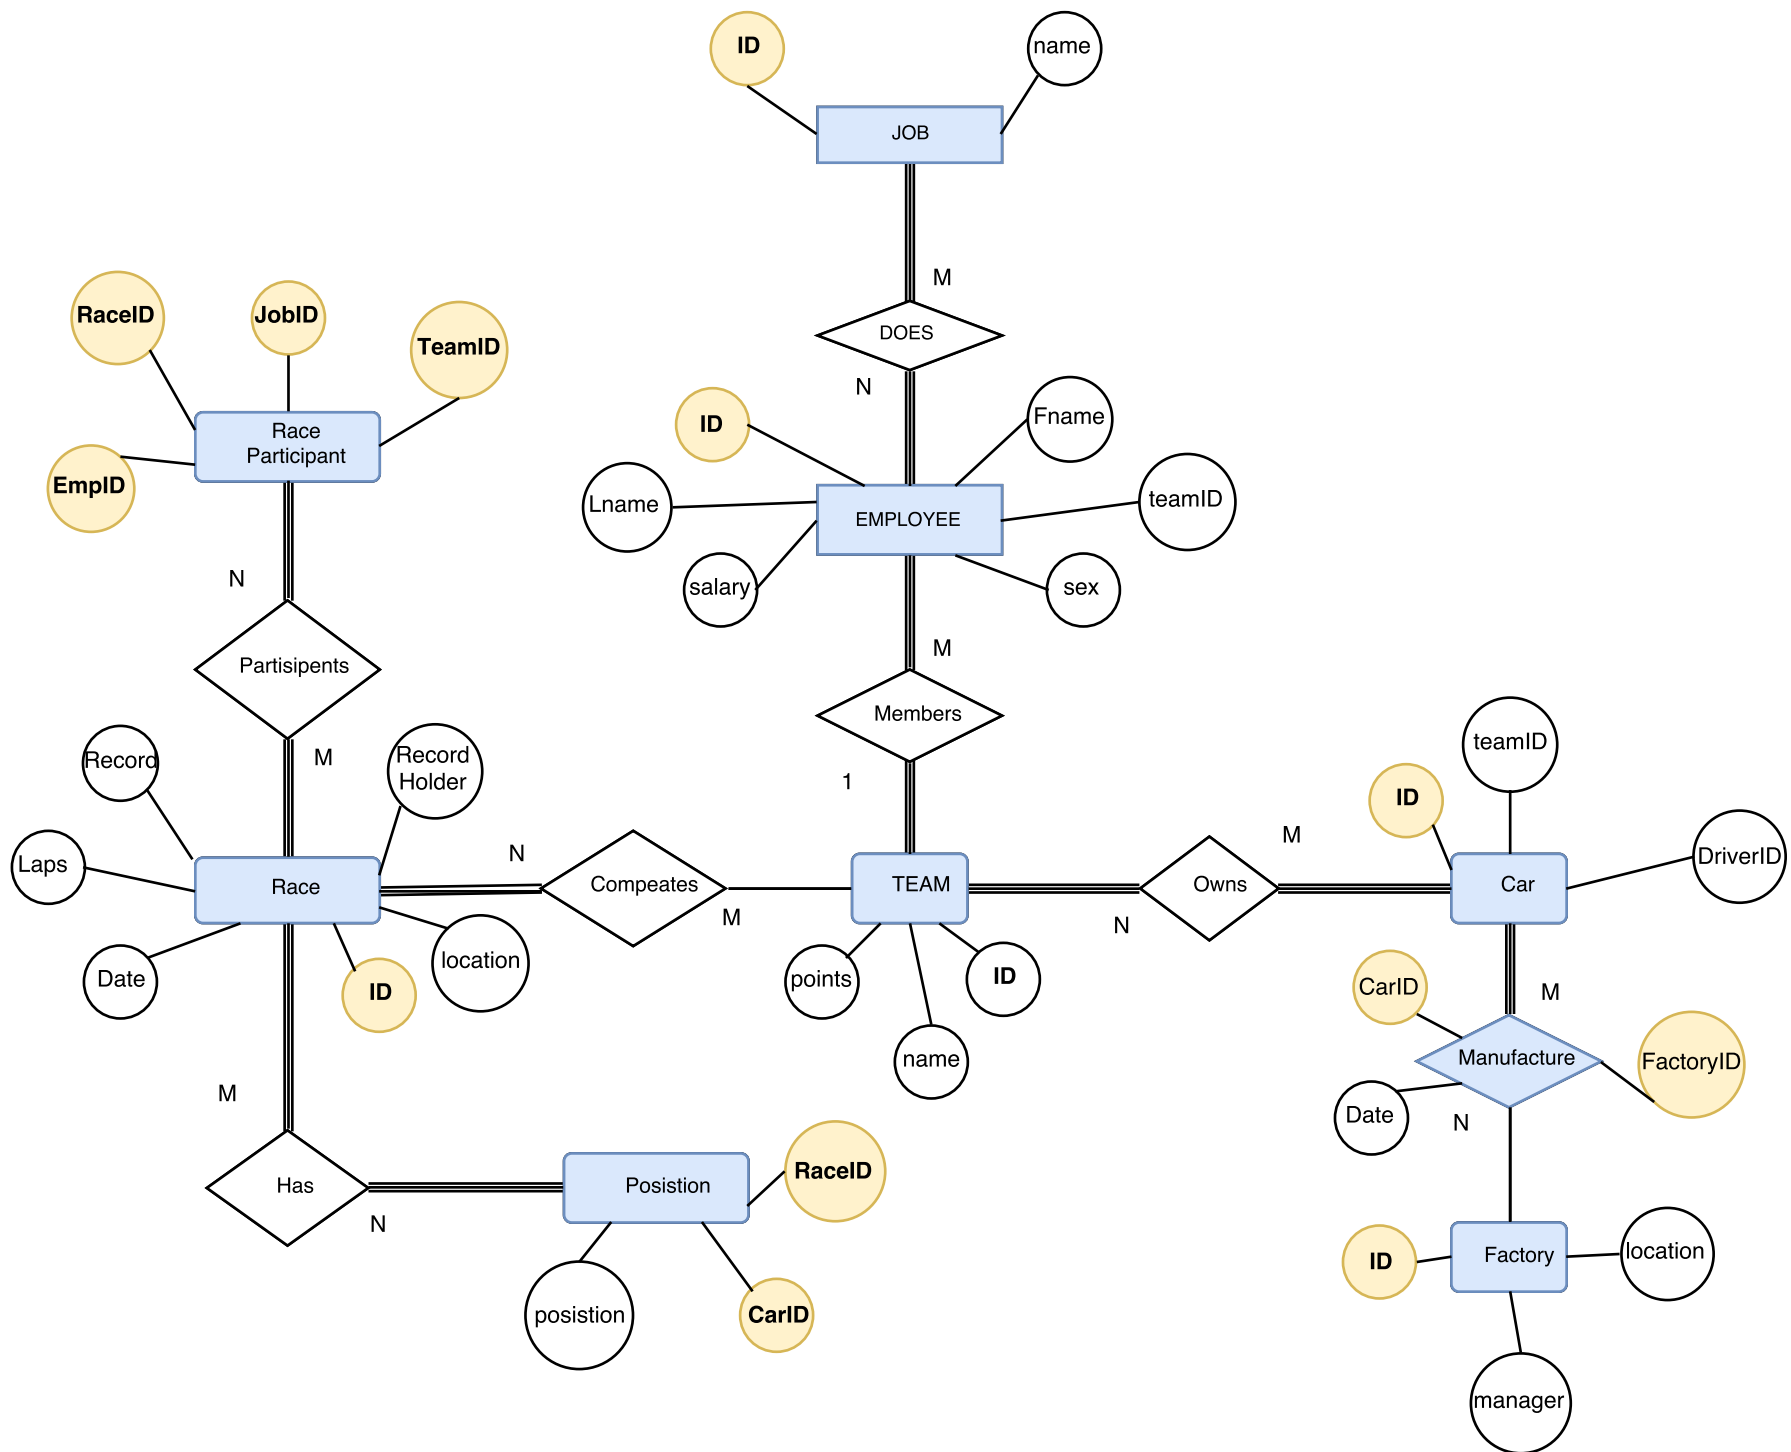 ID
name
JOB
M
DOES
N
RaceID
JobID
TeamID
Race
Participant
EmpID
ID
Fname
Lname
teamID
EMPLOYEE
salary
sex
N
M
Partisipents
Members
M
1
Record
Record
Holder
Laps
Race
N
Compeates
M
TEAM
Owns
M
N
teamID
ID
DriverID
Car
Date
ID
location
points
ID
name
CarID
M
Manufacture
FactoryID
Date
N
M
Has
N
Posistion
RaceID
posistion
CarID
ID
Factory
location
manager